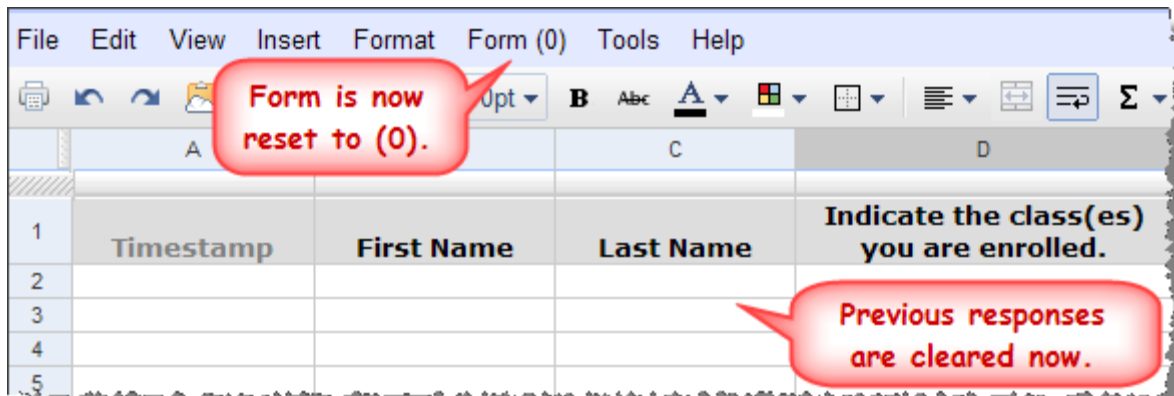 File Edit View Insert Format Form (0) Tools Help
Form is now
reset to (0).
0pt B Abc A Σ
A C D
1 Timestamp First Name Last Name Indicate the class(es)
you are enrolled.
2
3
Previous responses
are cleared now.
4
5